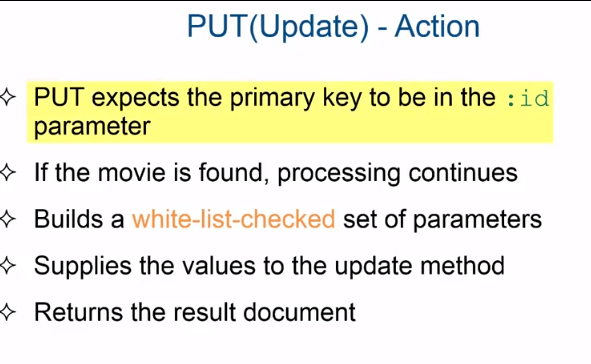 PUT(Update) - Action
PUT expects the primary key to be in the :id
parameter
If the movie is found, processing continues
Builds a white-list-checked set of parameters
Supplies the values to the update method
Returns the result document